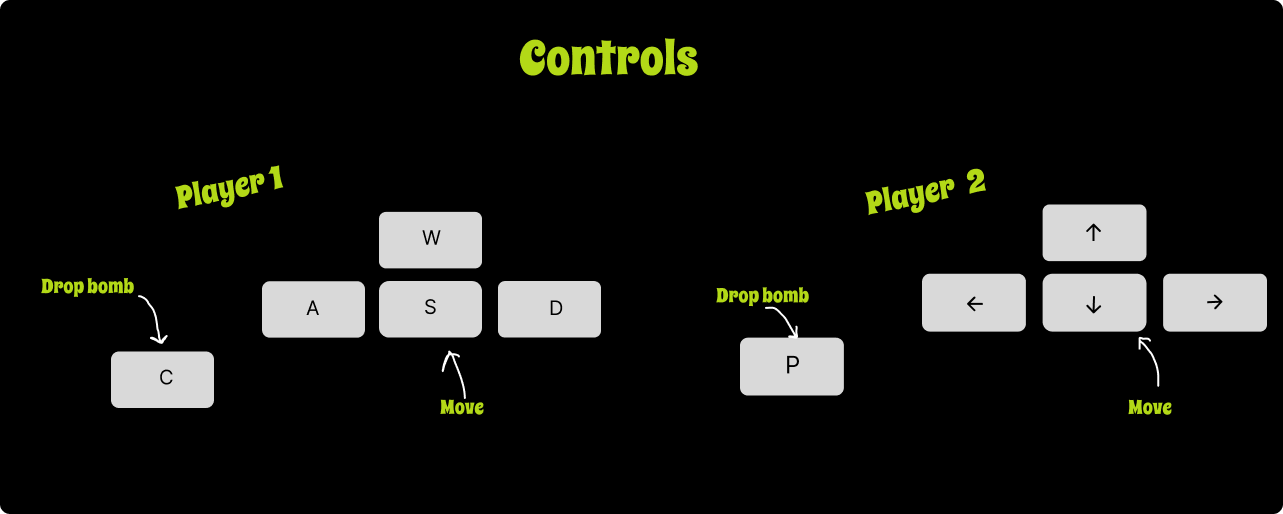 Controls
Player 1
Drop bomb
W
A S D
C
Move
Player 2
Drop bomb
↑
← ↓ →
P
Move